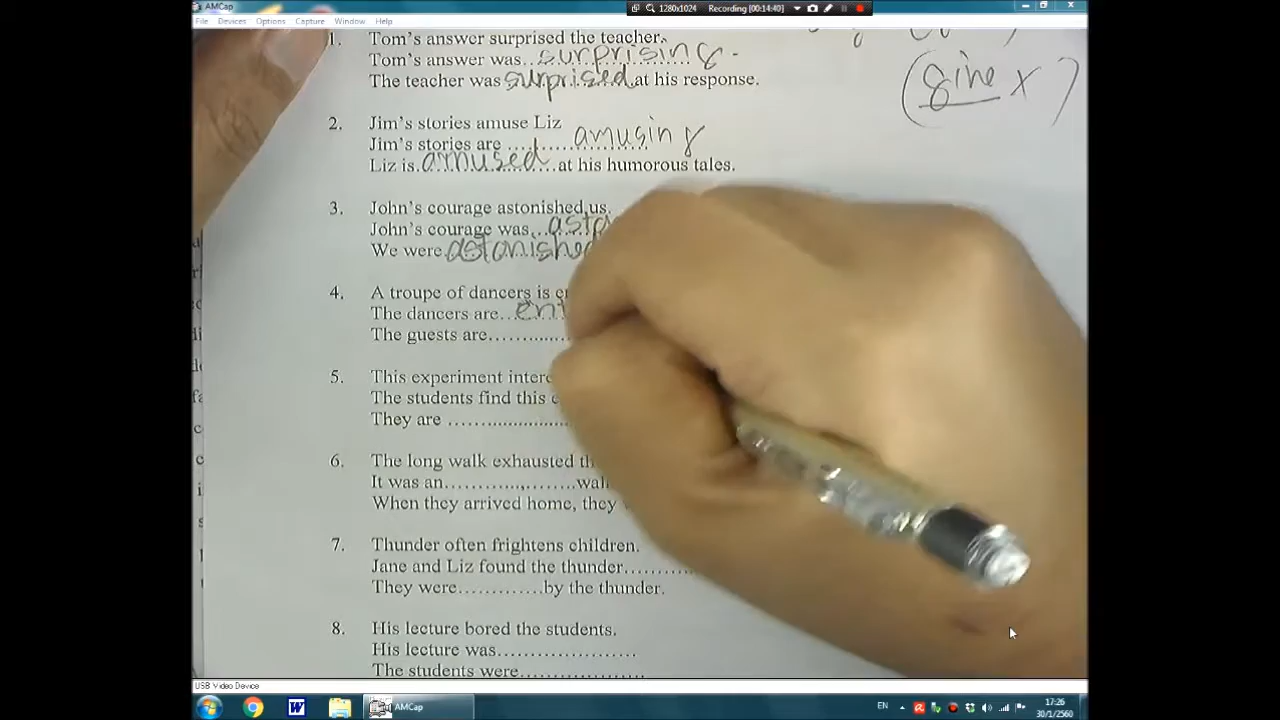 AMCap
1280x1024 Recording [00:14:40]
File Devices Options Capture Window Help
1. Tom's answer surprised the teacher.
Tom's answer was surprising.
The teacher was surprised at his response.
(sine x)
2. Jim's stories amuse Liz
Jim's stories are ........ amusing
Liz is amused at his humorous tales.
3. John's courage astonished us.
John's courage was
We were astonished
4. A troupe of dancers is
The dancers are
The guests are...............
5. This experiment
The students find this
They are .....................
6. The long walk exhausted
It was an....................
When they arrived home, they
7. Thunder often frightens children.
Jane and Liz found the thunder............
They were.............by the thunder.
8. His lecture bored the students.
His lecture was.....................
The students were...................
USB Video Device
AMCap
EN
17:26
30/1/2560